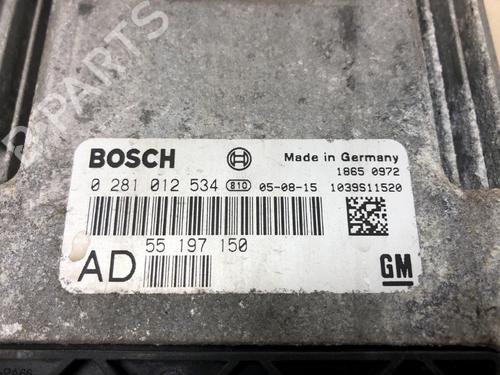 B-PARTS
BOSCH
Made in Germany
1865 0972
0 281 012 534 810 05-08-15 1039S11520
55 197 150
AD
GM